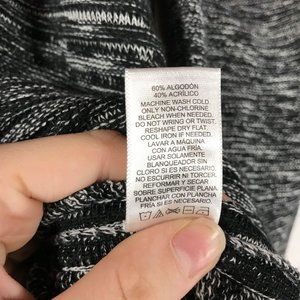 60% ALGODÓN
40% ACRÍLICO
MACHINE WASH COLD
ONLY NON-CHLORINE
BLEACH WHEN NEEDED.
DO NOT WRING OR TWIST.
RESHAPE DRY FLAT.
COOL IRON IF NEEDED.
LAVAR A MÁQUINA
CON AGUA FRÍA.
USAR SOLAMENTE
BLANQUEADOR SIN
CLORO SI ES NECESARIO.
NO ESCURRIR NI TORCER.
REFORMAR Y SECAR
SOBRE SUPERFICIE PLANA.
PLANCHAR CON PLANCHA
FRÍA SI ES NECESARIO.